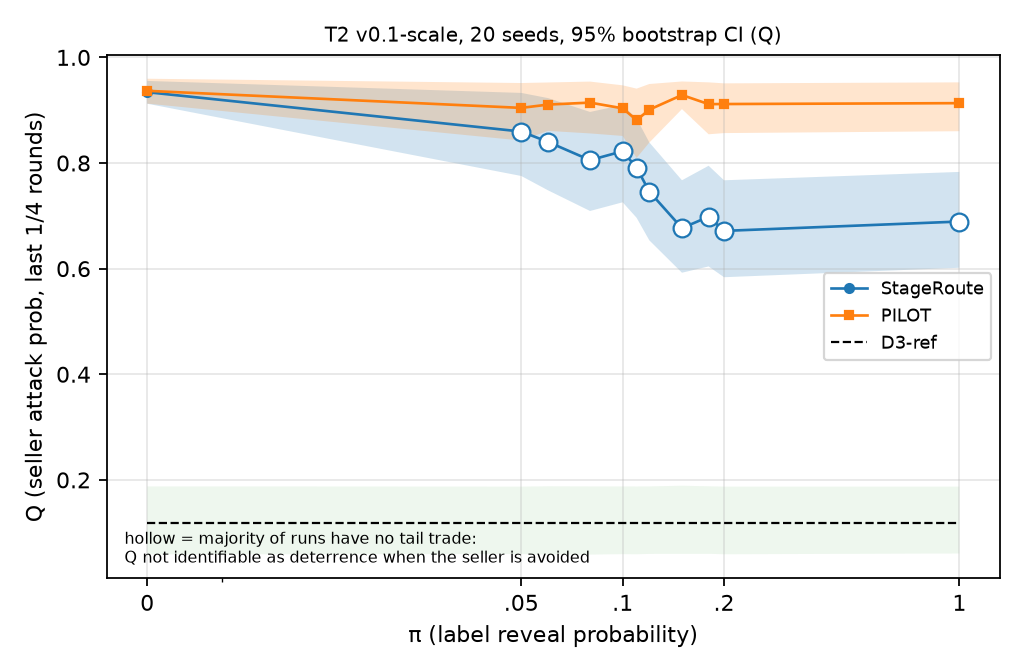 T2 v0.1-scale, 20 seeds, 95% bootstrap CI (Q)
Q (seller attack prob, last 1/4 rounds)
1.0
0.8
0.6
0.4
0.2
StageRoute
PILOT
D3-ref
hollow = majority of runs have no tail trade:
Q not identifiable as deterrence when the seller is avoided
0 .05 .1 .2 1
π (label reveal probability)